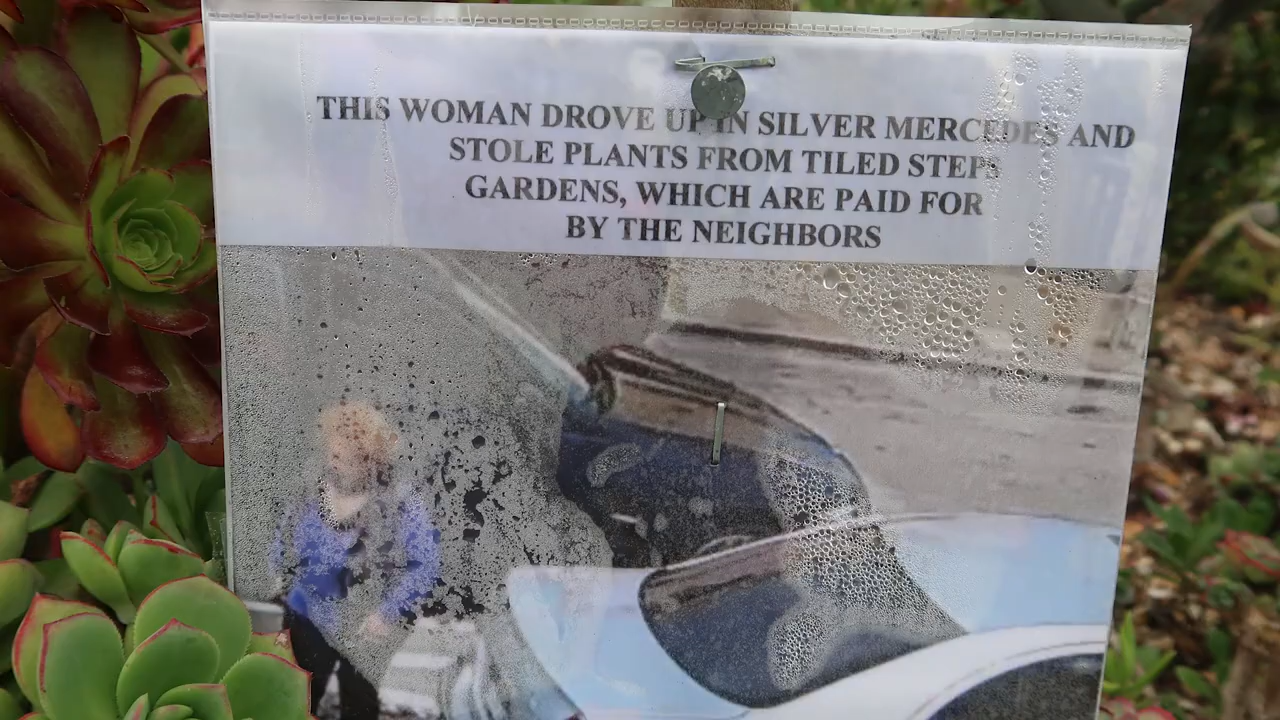 THIS WOMAN DROVE UP IN SILVER MERCEDES AND
STOLE PLANTS FROM TILED STEPS
GARDENS, WHICH ARE PAID FOR
BY THE NEIGHBORS